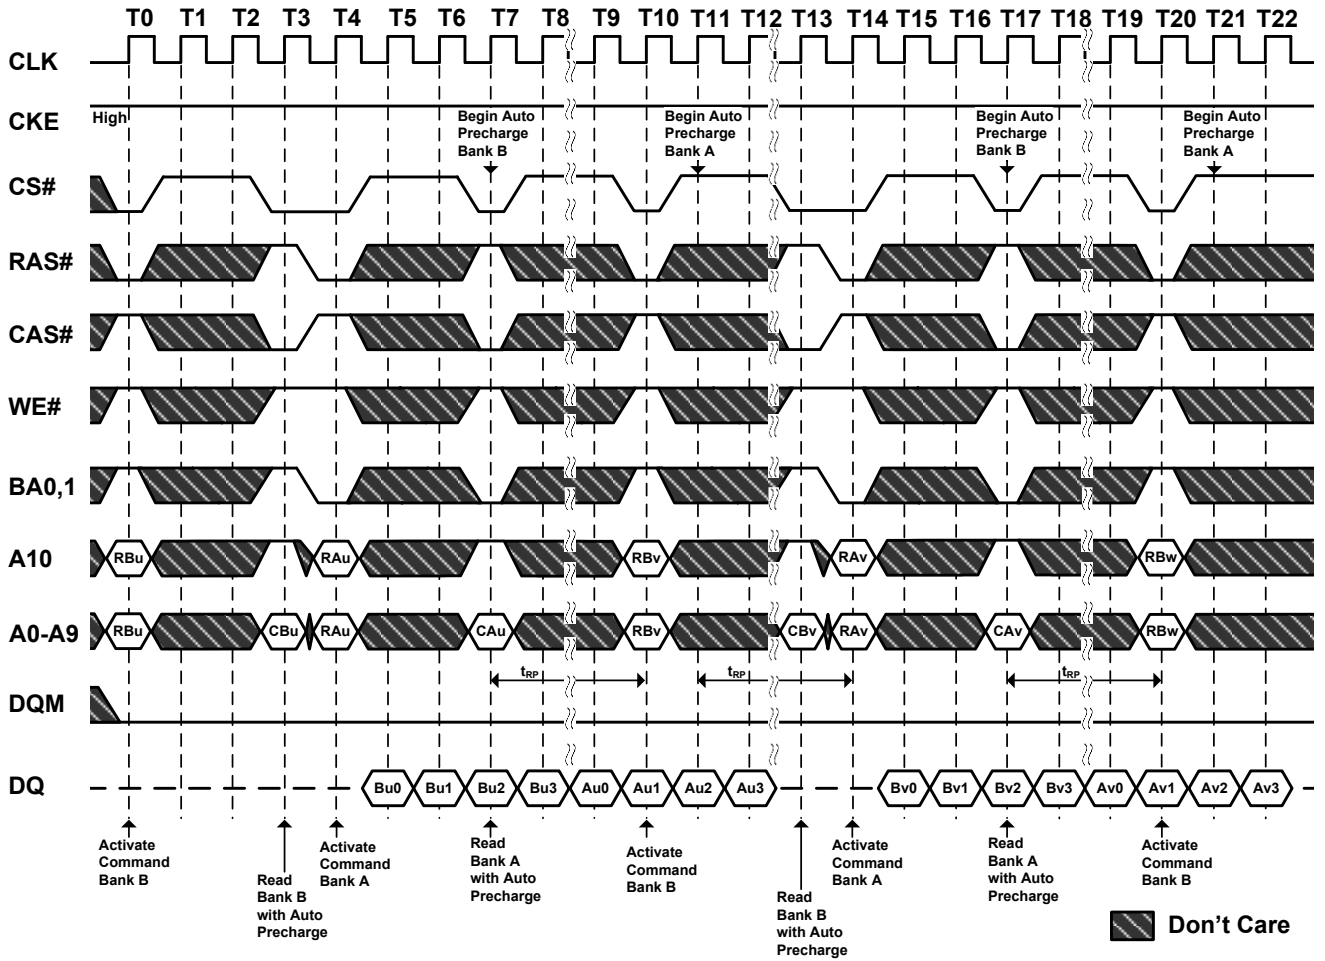 T0 T1 T2 T3 T4 T5 T6 T7 T8 T9 T10 T11 T12 T13 T14 T15 T16 T17 T18 T19 T20 T21 T22
CLK
CKE
High
Begin Auto
Precharge
Bank B
Begin Auto
Precharge
Bank A
Begin Auto
Precharge
Bank B
Begin Auto
Precharge
Bank A
CS#
RAS#
CAS#
WE#
BA0,1
A10
RBu RAu RBv RAv RBw
A0-A9
RBu CBu RAu CAu RBv CBv RAv CAv RBw
tRP tRP tRP
DQM
DQ
Bu0 Bu1 Bu2 Bu3 Au0 Au1 Au2 Au3 Bv0 Bv1 Bv2 Bv3 Av0 Av1 Av2 Av3
Activate
Command
Bank B
Read
Bank B
with Auto
Precharge
Activate
Command
Bank A
Read
Bank A
with Auto
Precharge
Activate
Command
Bank B
Read
Bank B
with Auto
Precharge
Activate
Command
Bank A
Read
Bank A
with Auto
Precharge
Activate
Command
Bank B
Don't Care